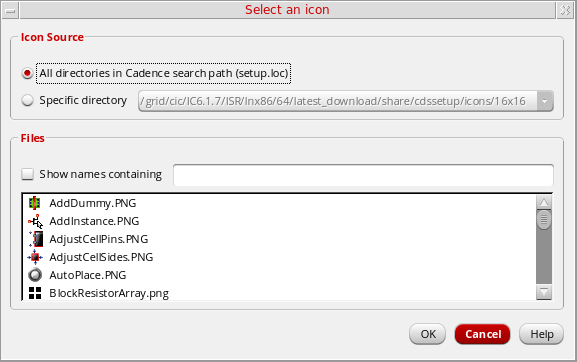 Select an icon
Icon Source
All directories in Cadence search path (setup.loc)
Specific directory
/grid/cic/IC6.1.7/ISR/lnx86/64/latest_download/share/cdssetup/icons/16x16
Files
Show names containing
AddDummy.PNG
AddInstance.PNG
AdjustCellPins.PNG
AdjustCellSides.PNG
AutoPlace.PNG
BlockResistorArray.png
OK
Cancel
Help